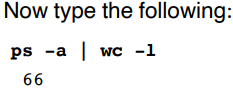 Now type the following:
ps -a | wc -l
66